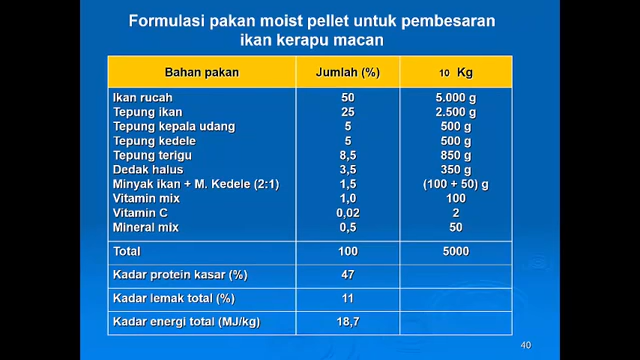 Formulasi pakan moist pellet untuk pembesaran
ikan kerapu macan
Bahan pakan Jumlah (%) 10 Kg
Ikan rucah 50 5.000 g
Tepung ikan 25 2.500 g
Tepung kepala udang 5 500 g
Tepung kedele 5 500 g
Tepung terigu 8,5 850 g
Dedak halus 3,5 350 g
Minyak ikan + M. Kedele (2:1) 1,5 (100 + 50) g
Vitamin mix 1,0 100
Vitamin C 0,02 2
Mineral mix 0,5 50
Total 100 5000
Kadar protein kasar (%) 47
Kadar lemak total (%) 11
Kadar energi total (MJ/kg) 18,7
40